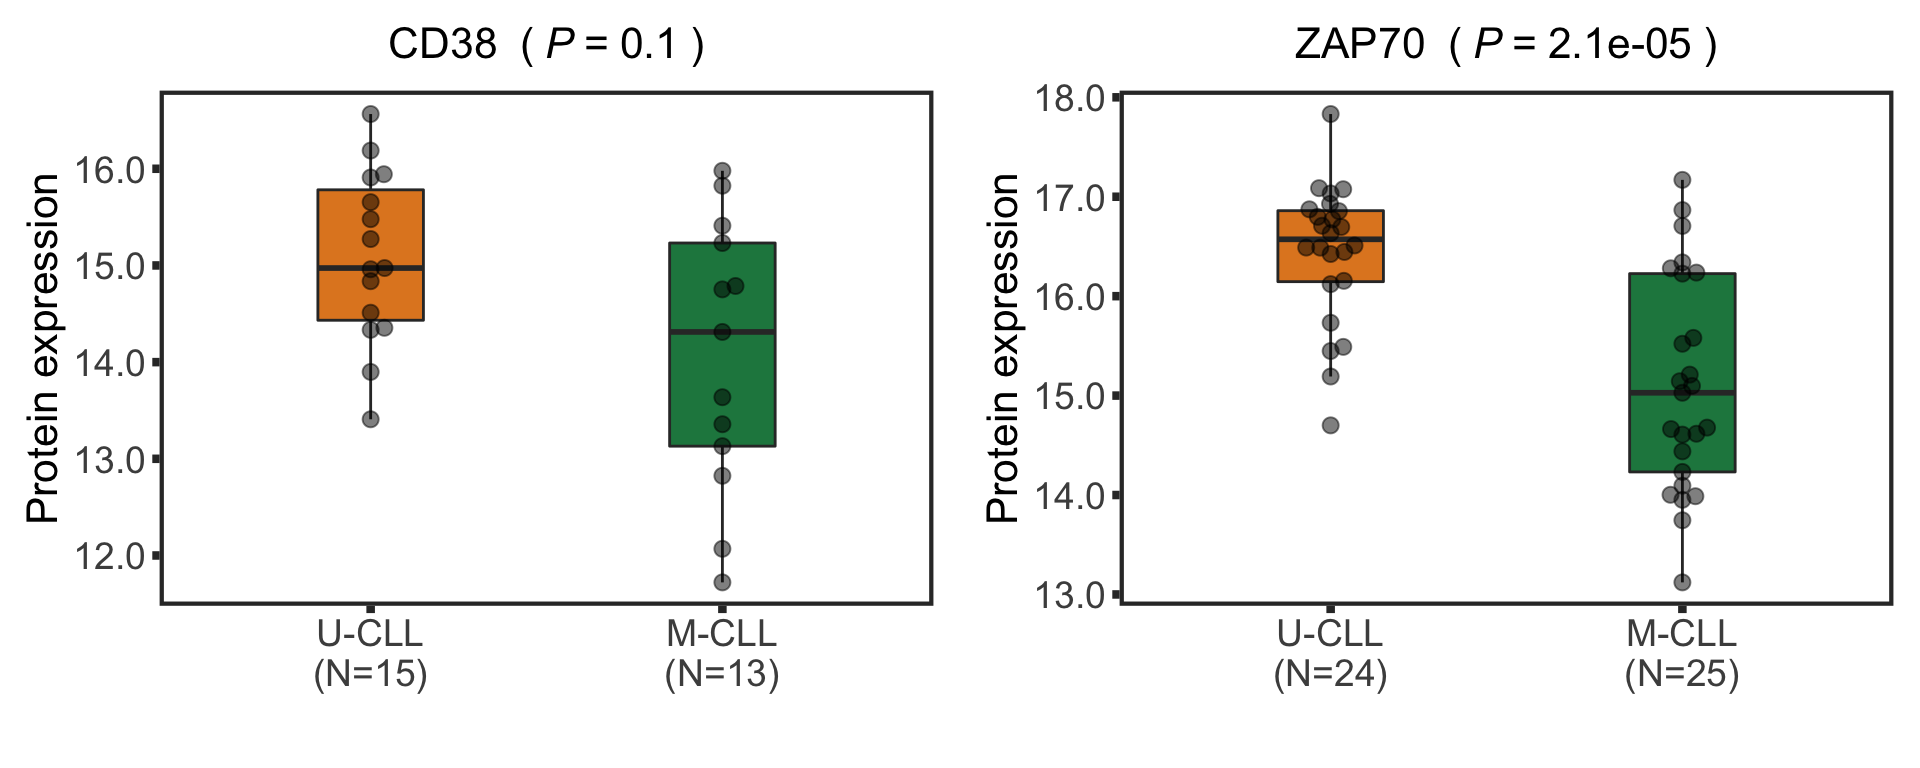 CD38 ( P = 0.1 )
Protein expression
16.0
15.0
14.0
13.0
12.0
U-CLL
(N=15)
M-CLL
(N=13)
ZAP70 ( P = 2.1e-05 )
Protein expression
18.0
17.0
16.0
15.0
14.0
13.0
U-CLL
(N=24)
M-CLL
(N=25)